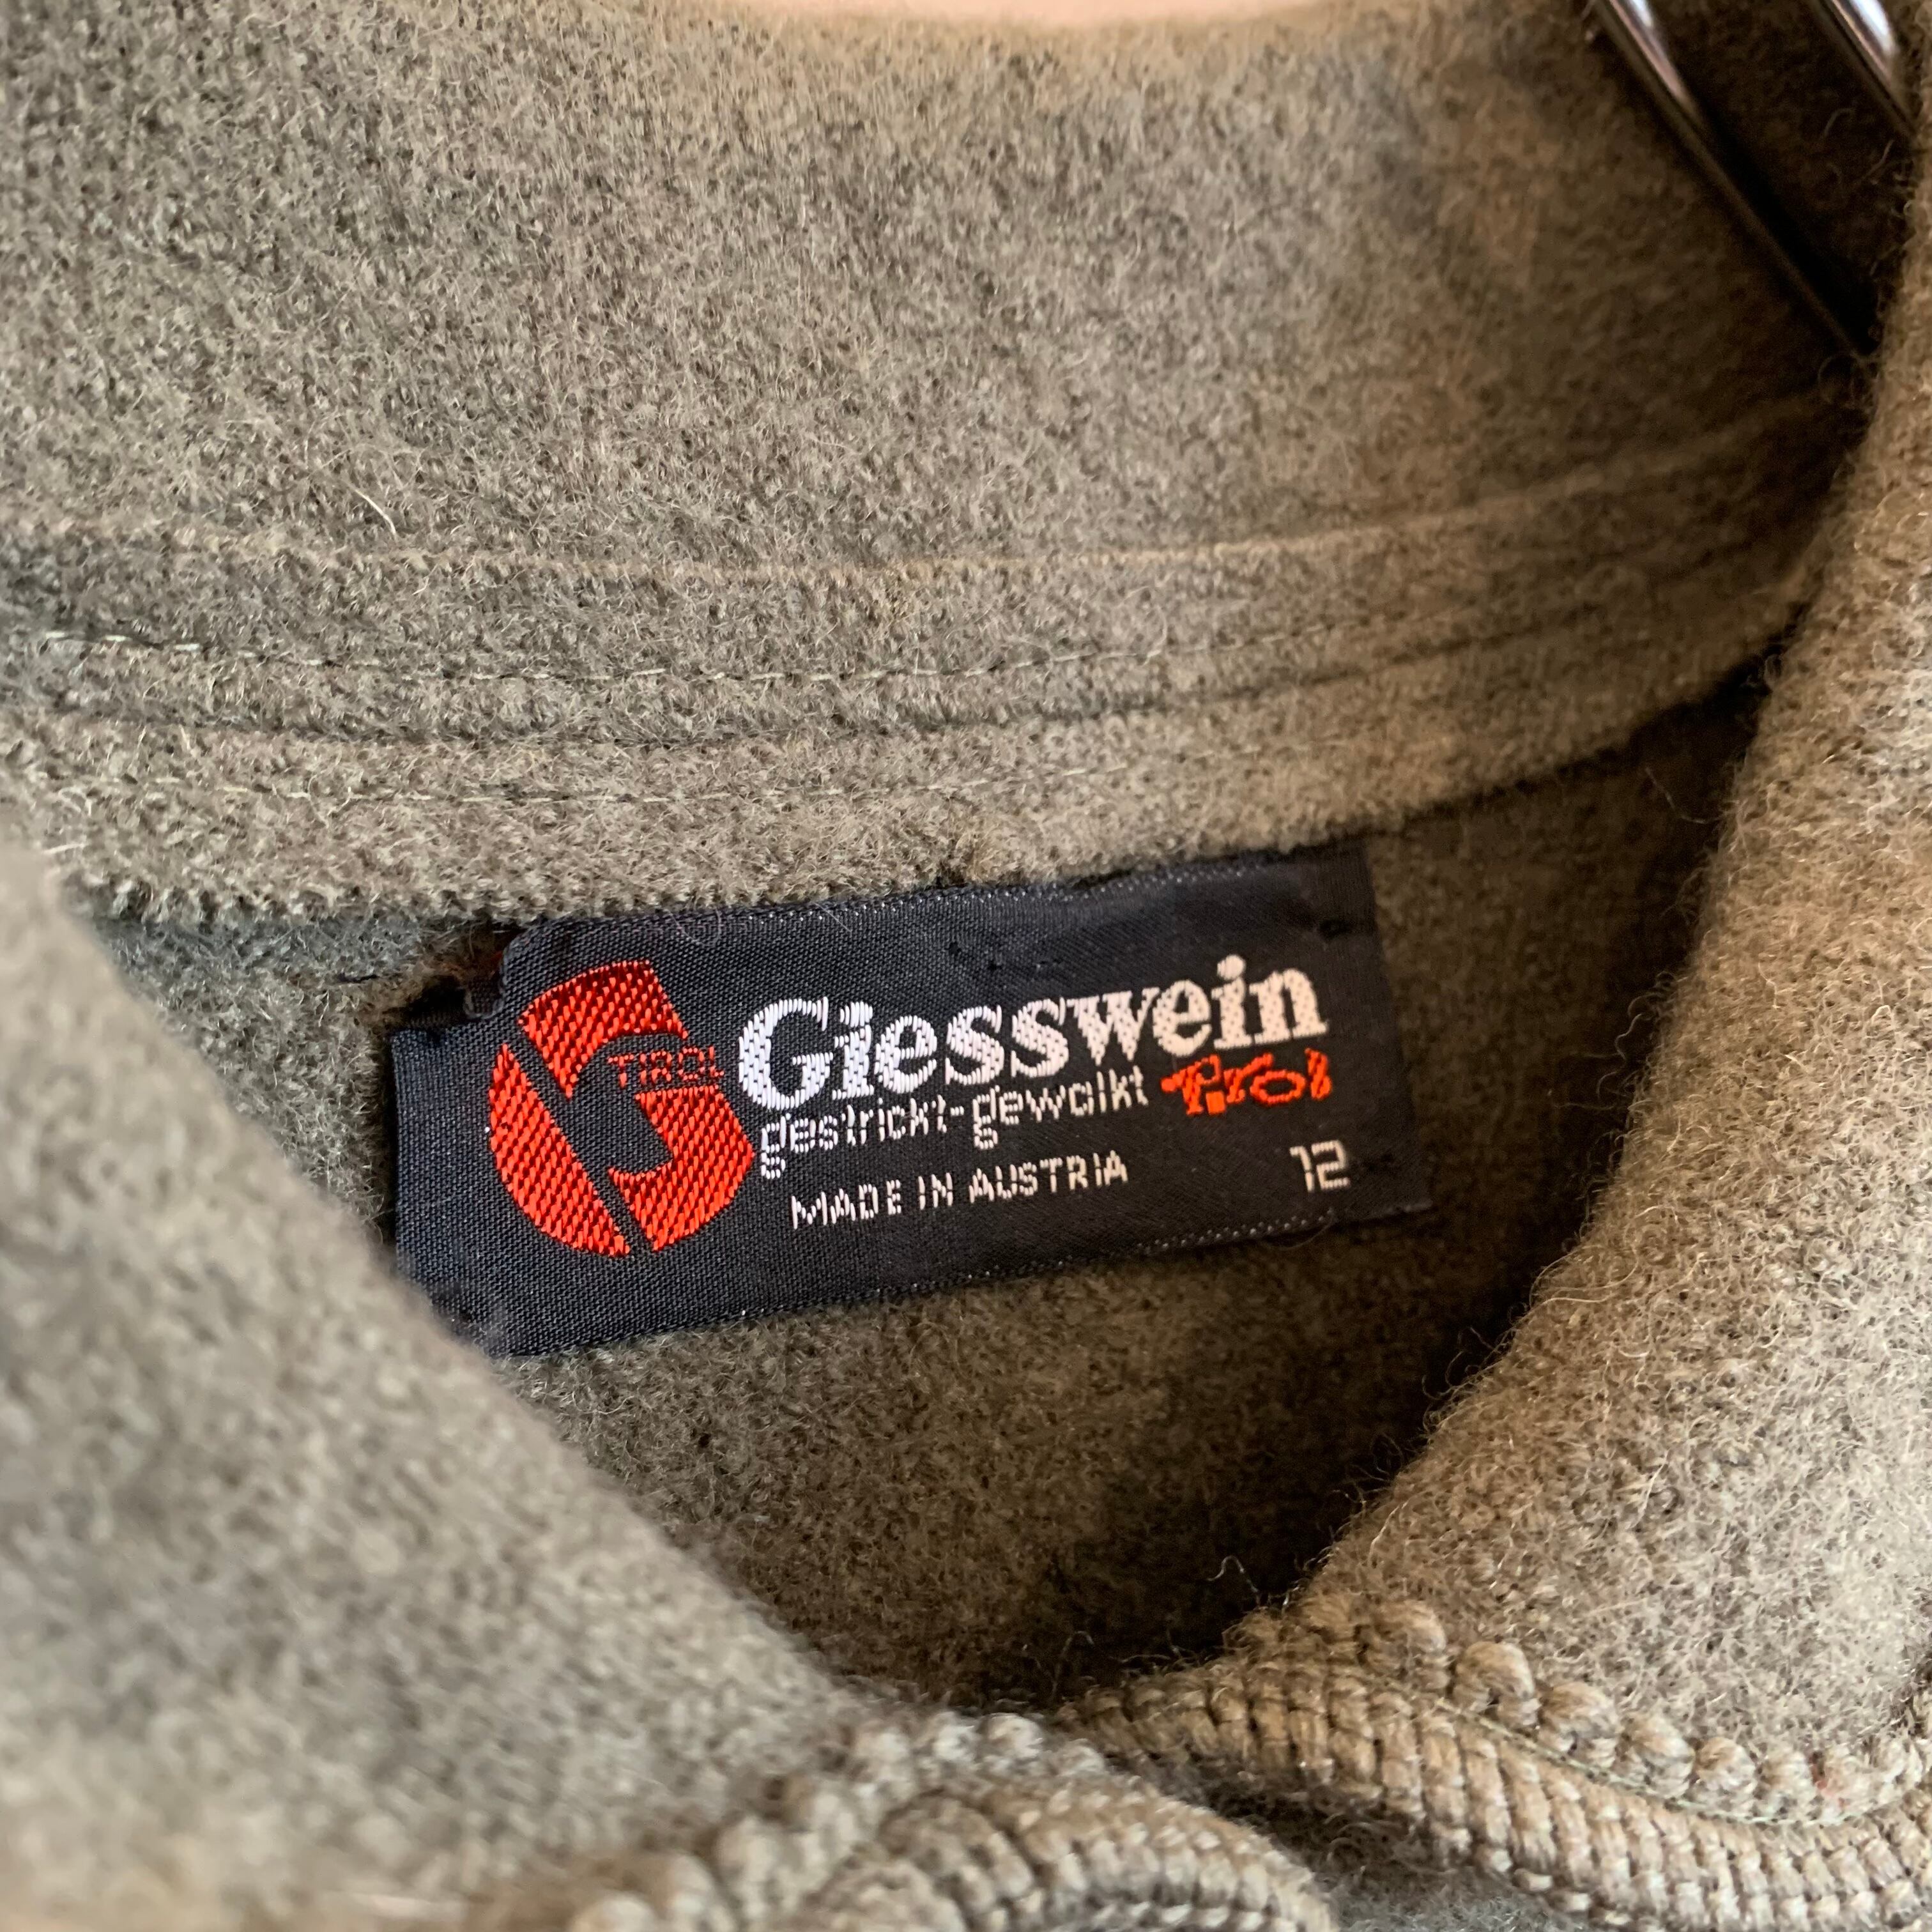 TIROL
Giesswein
gestrickt-gewalkt Tirol
MADE IN AUSTRIA 12